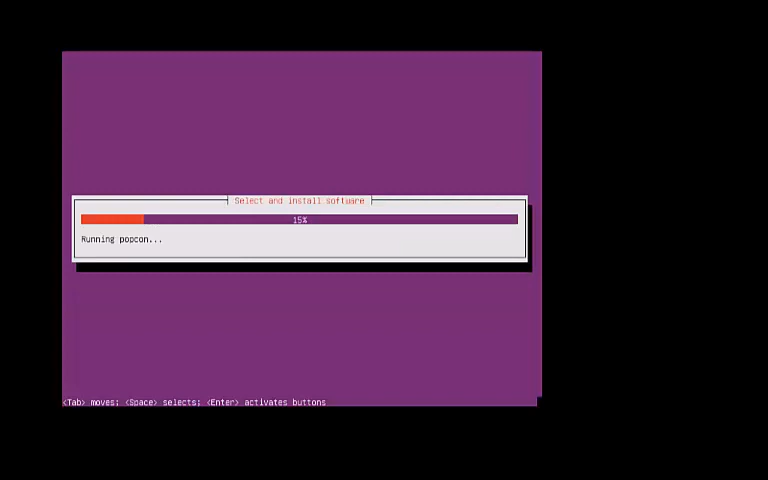 Select and install software
15%
Running popcon...
<Tab> moves; <Space> selects; <Enter> activates buttons